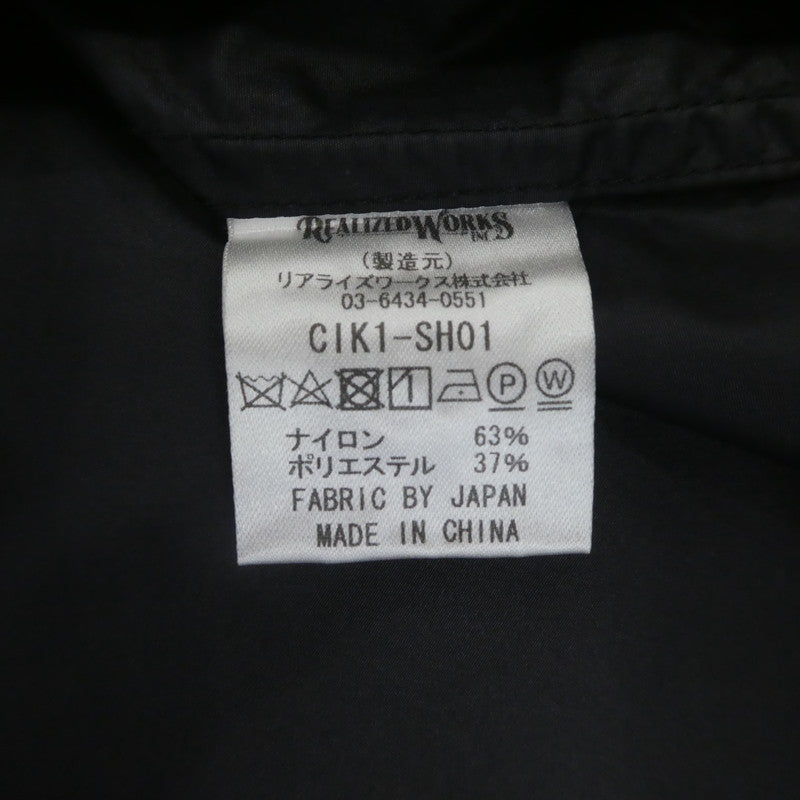 REALIZED WORKS
INC.
(製造元)
リアライズワークス株式会社
03-6434-0551
CIK1-SH01
P W
ナイロン 63%
ポリエステル 37%
FABRIC BY JAPAN
MADE IN CHINA